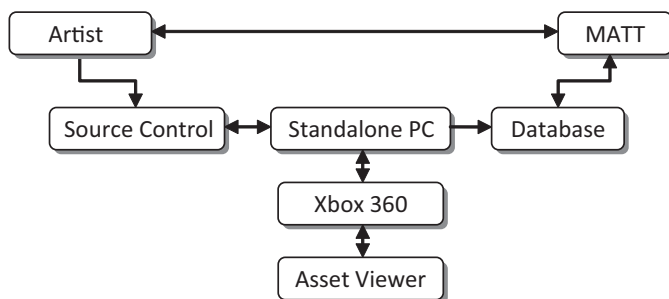 Artist
MATT
Source Control
Standalone PC
Database
Xbox 360
Asset Viewer